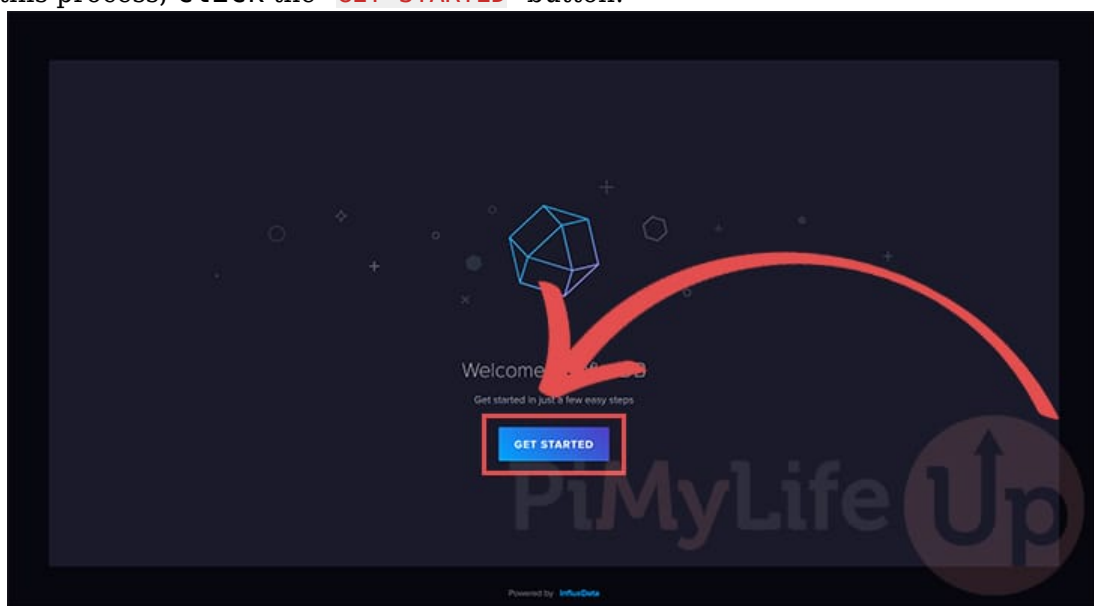 this process, click the "GET STARTED" button.
Welcome
Get started in just a few easy steps
GET STARTED
PiMyLife Up
Powered by InfluxData